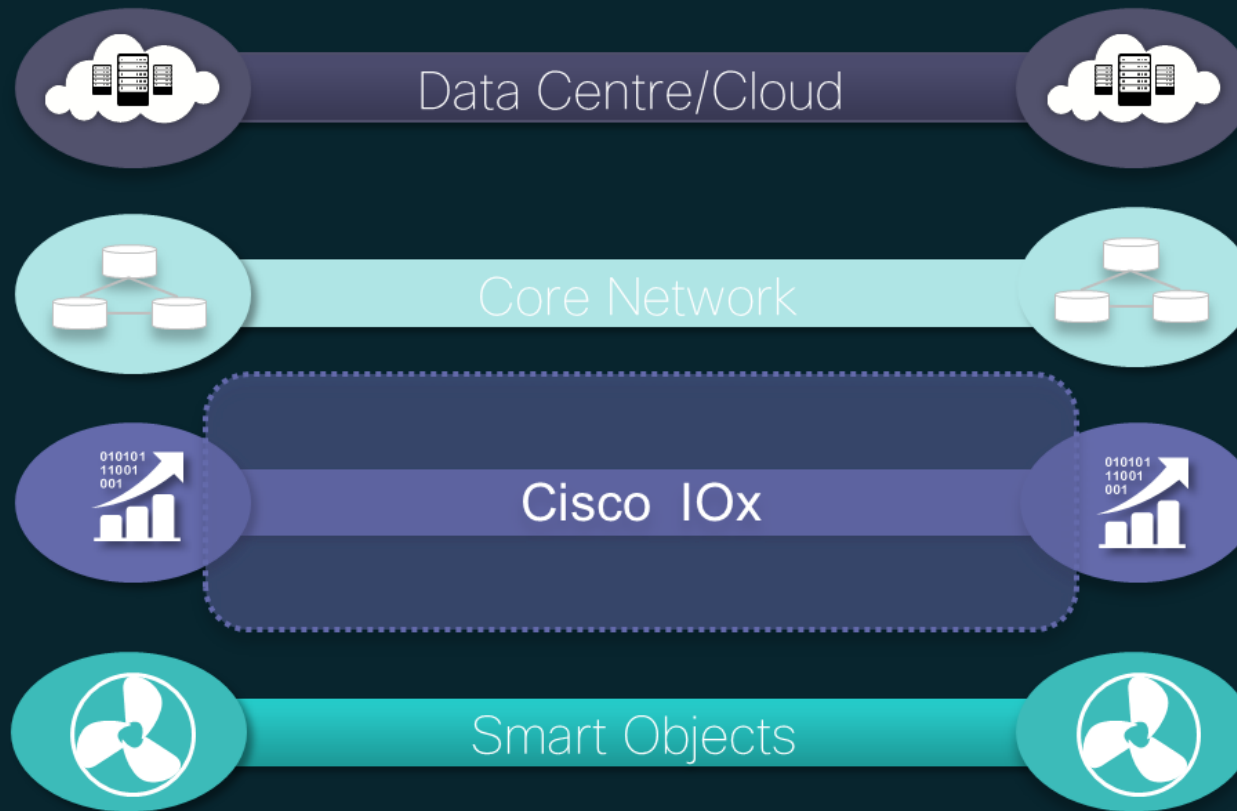 Data Centre/Cloud
Core Network
010101
11001
001
Cisco IOx
010101
11001
001
Smart Objects